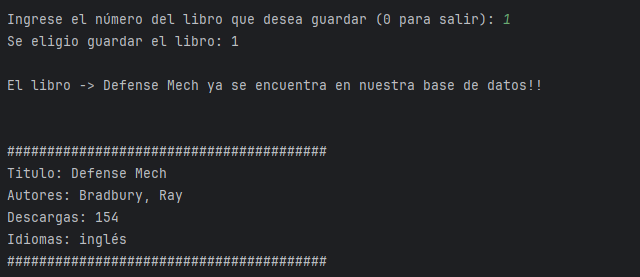 Ingrese el número del libro que desea guardar (0 para salir): 1
Se eligio guardar el libro: 1
El libro -> Defense Mech ya se encuentra en nuestra base de datos!!
########################################
Titulo: Defense Mech
Autores: Bradbury, Ray
Descargas: 154
Idiomas: inglés
########################################